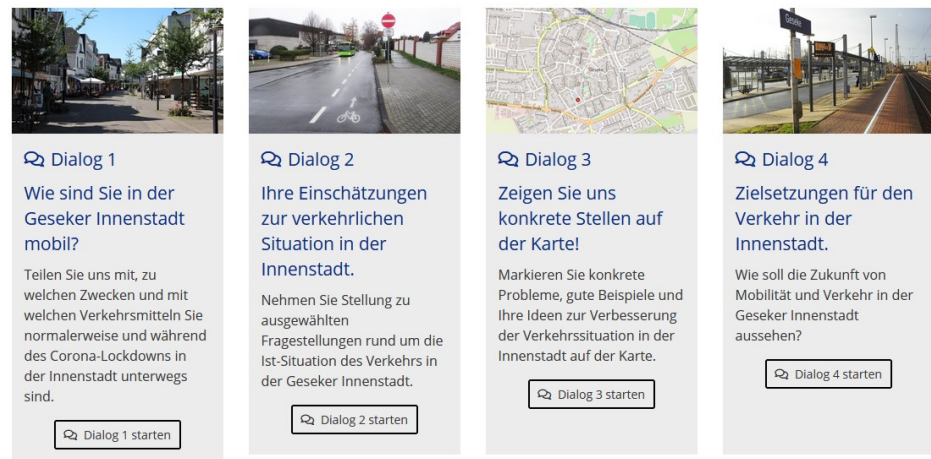 Dialog 1
Wie sind Sie in der
Geseker Innenstadt
mobil?
Teilen Sie uns mit, zu
welchen Zwecken und mit
welchen Verkehrsmitteln Sie
normalerweise und während
des Corona-Lockdowns in
der Innenstadt unterwegs
sind.
Dialog 1 starten
Dialog 2
Ihre Einschätzungen
zur verkehrlichen
Situation in der
Innenstadt.
Nehmen Sie Stellung zu
ausgewählten
Fragestellungen rund um die
Ist-Situation des Verkehrs in
der Geseker Innenstadt.
Dialog 2 starten
Geseke
Dialog 3
Zeigen Sie uns
konkrete Stellen auf
der Karte!
Markieren Sie konkrete
Probleme, gute Beispiele und
Ihre Ideen zur Verbesserung
der Verkehrssituation in der
Innenstadt auf der Karte.
Dialog 3 starten
Geseke
Dialog 4
Zielsetzungen für den
Verkehr in der
Innenstadt.
Wie soll die Zukunft von
Mobilität und Verkehr in der
Geseker Innenstadt
aussehen?
Dialog 4 starten